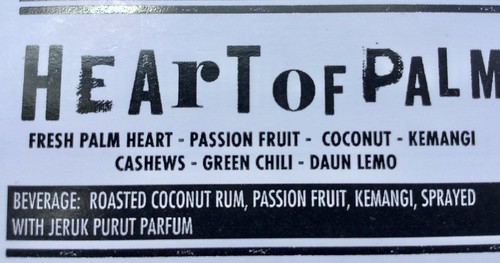 HEArT oF PALM
FRESH PALM HEART - PASSION FRUIT - COCONUT - KEMANGI
CASHEWS - GREEN CHILI - DAUN LEMO
BEVERAGE: ROASTED COCONUT RUM, PASSION FRUIT, KEMANGI, SPRAYED
WITH JERUK PURUT PARFUM